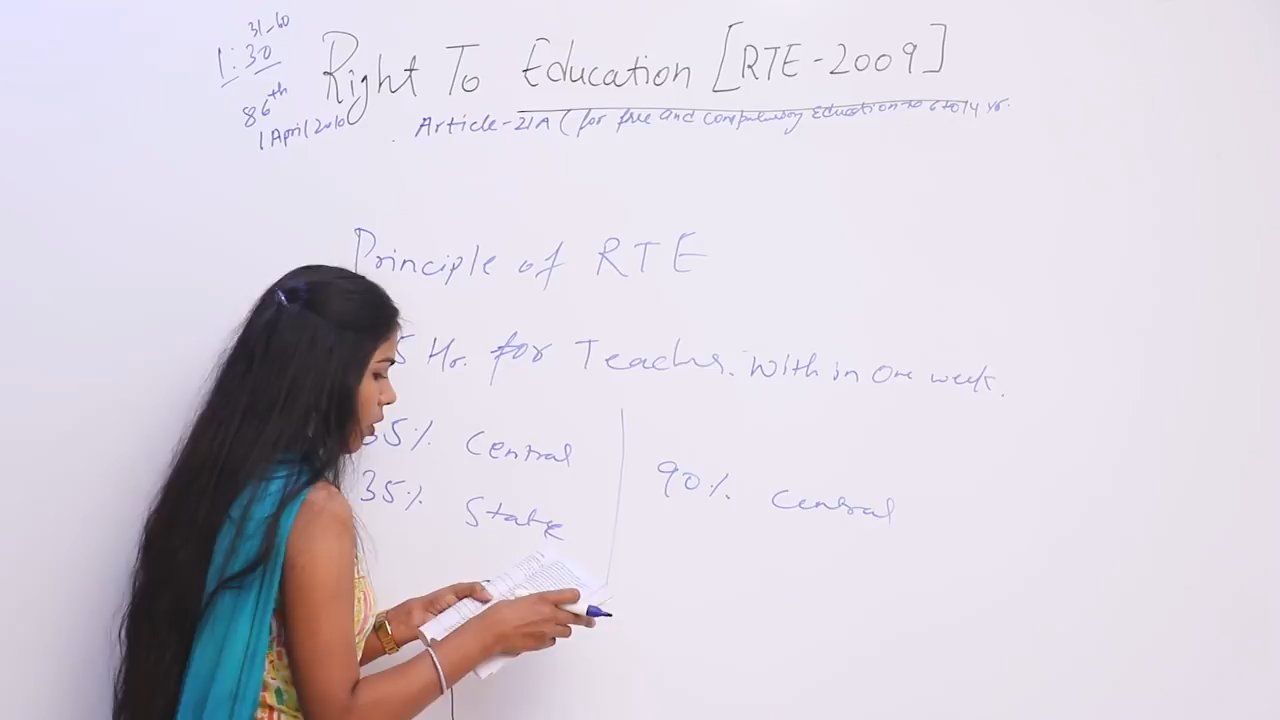 31-60
1:30
Right To Education [RTE-2009]
86th
1 April 2010
Article-21A (for free and compulsory Education to 6 to 14 yr.
Principle of RTE
5 Hr. for Teachs. With in one week.
65% Central
35% State
90% Central